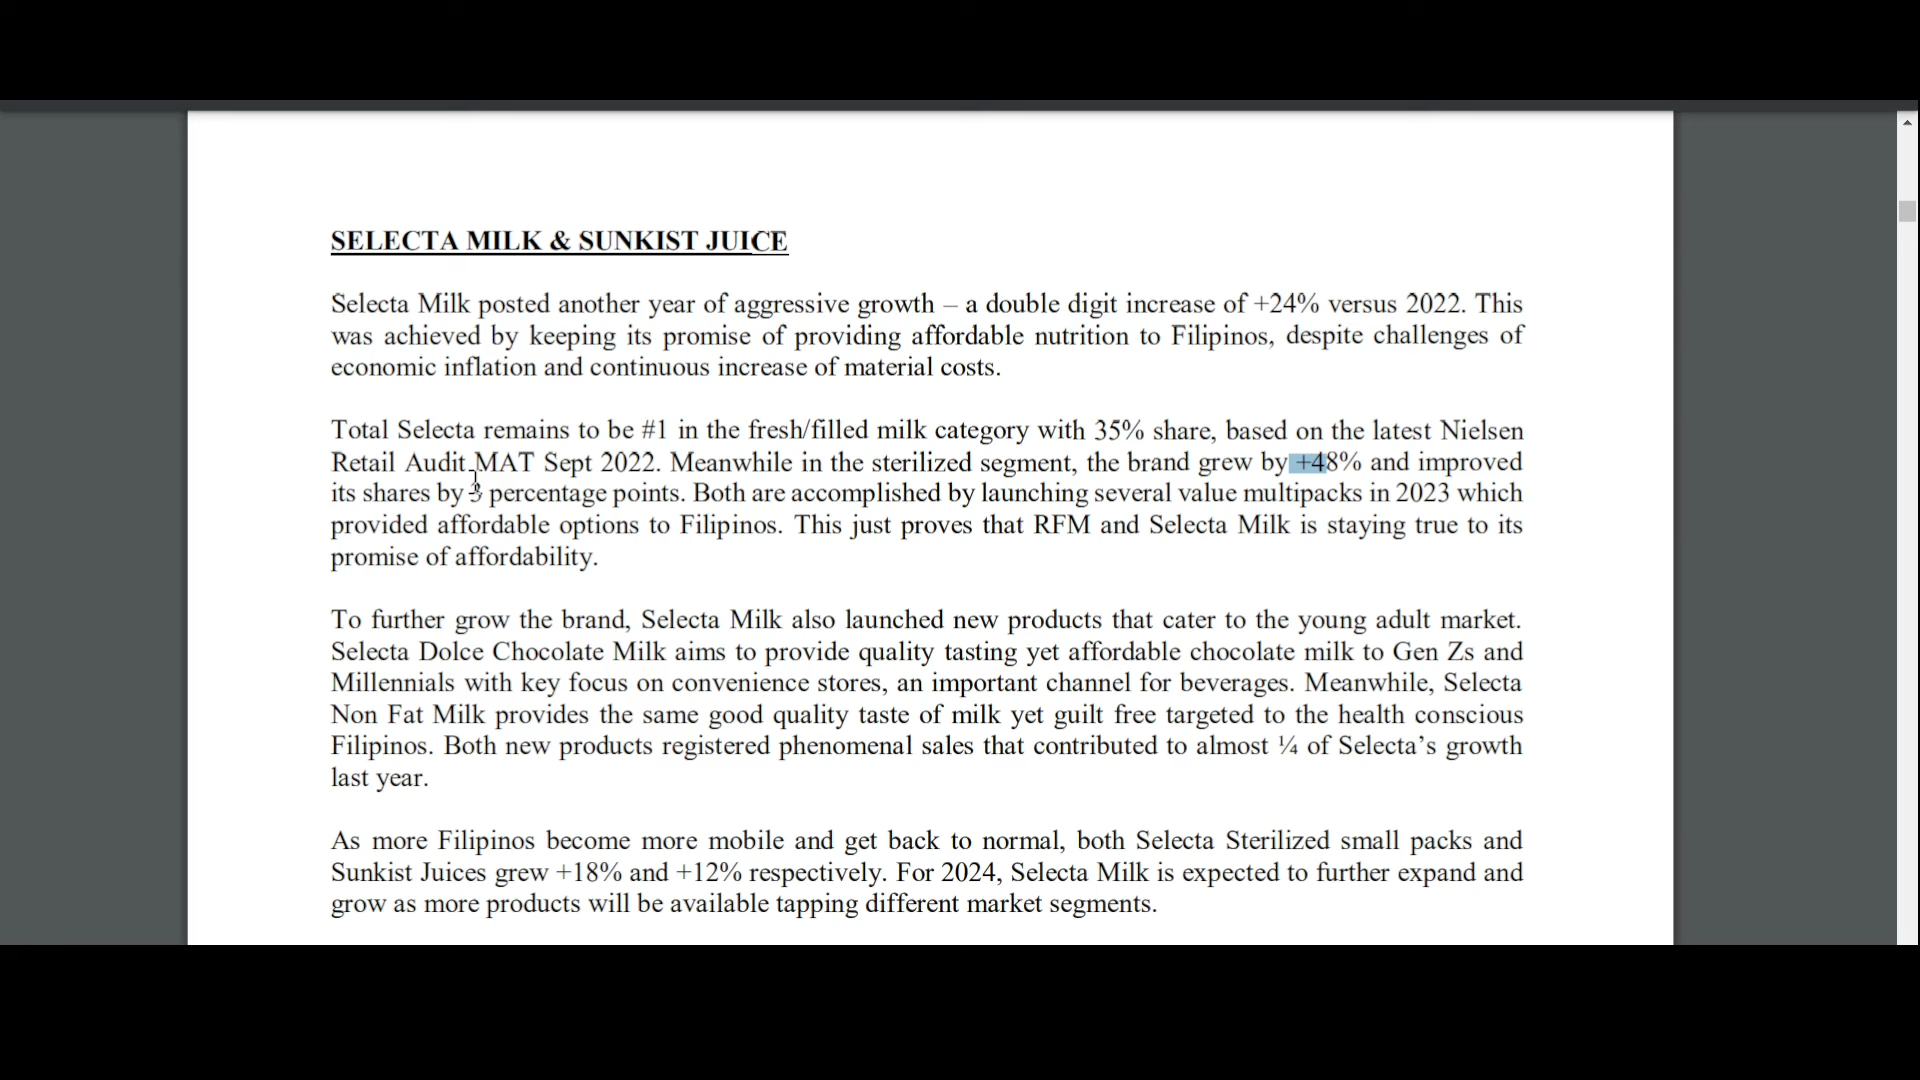 SELECTA MILK & SUNKIST JUICE
Selecta Milk posted another year of aggressive growth – a double digit increase of +24% versus 2022. This
was achieved by keeping its promise of providing affordable nutrition to Filipinos, despite challenges of
economic inflation and continuous increase of material costs.
Total Selecta remains to be #1 in the fresh/filled milk category with 35% share, based on the latest Nielsen
Retail Audit MAT Sept 2022. Meanwhile in the sterilized segment, the brand grew by +48% and improved
its shares by 3 percentage points. Both are accomplished by launching several value multipacks in 2023 which
provided affordable options to Filipinos. This just proves that RFM and Selecta Milk is staying true to its
promise of affordability.
To further grow the brand, Selecta Milk also launched new products that cater to the young adult market.
Selecta Dolce Chocolate Milk aims to provide quality tasting yet affordable chocolate milk to Gen Zs and
Millennials with key focus on convenience stores, an important channel for beverages. Meanwhile, Selecta
Non Fat Milk provides the same good quality taste of milk yet guilt free targeted to the health conscious
Filipinos. Both new products registered phenomenal sales that contributed to almost ¼ of Selecta’s growth
last year.
As more Filipinos become more mobile and get back to normal, both Selecta Sterilized small packs and
Sunkist Juices grew +18% and +12% respectively. For 2024, Selecta Milk is expected to further expand and
grow as more products will be available tapping different market segments.